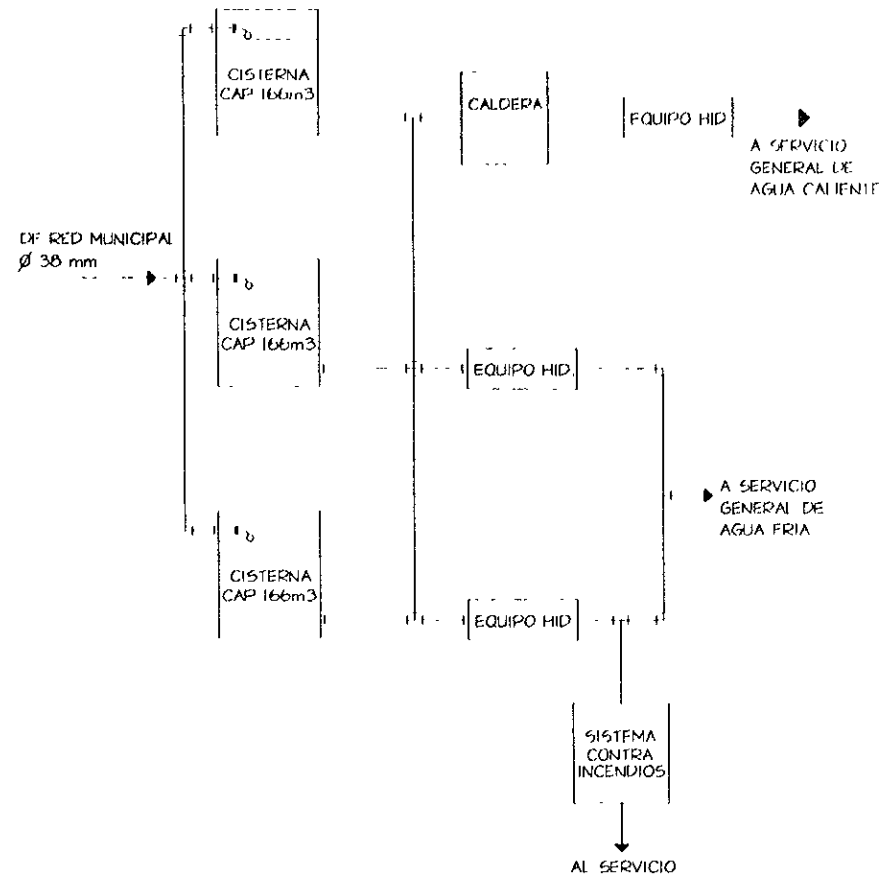 CISTERNA
CAP 166m3
CALDERA
EQUIPO HID
A SERVICIO
GENERAL DE
AGUA CALIENTE
DE RED MUNICIPAL
Ø 38 mm
CISTERNA
CAP 166m3
EQUIPO HID.
A SERVICIO
GENERAL DE
AGUA FRIA
CISTERNA
CAP 166m3
EQUIPO HID
SISTEMA
CONTRA
INCENDIOS
AL SERVICIO